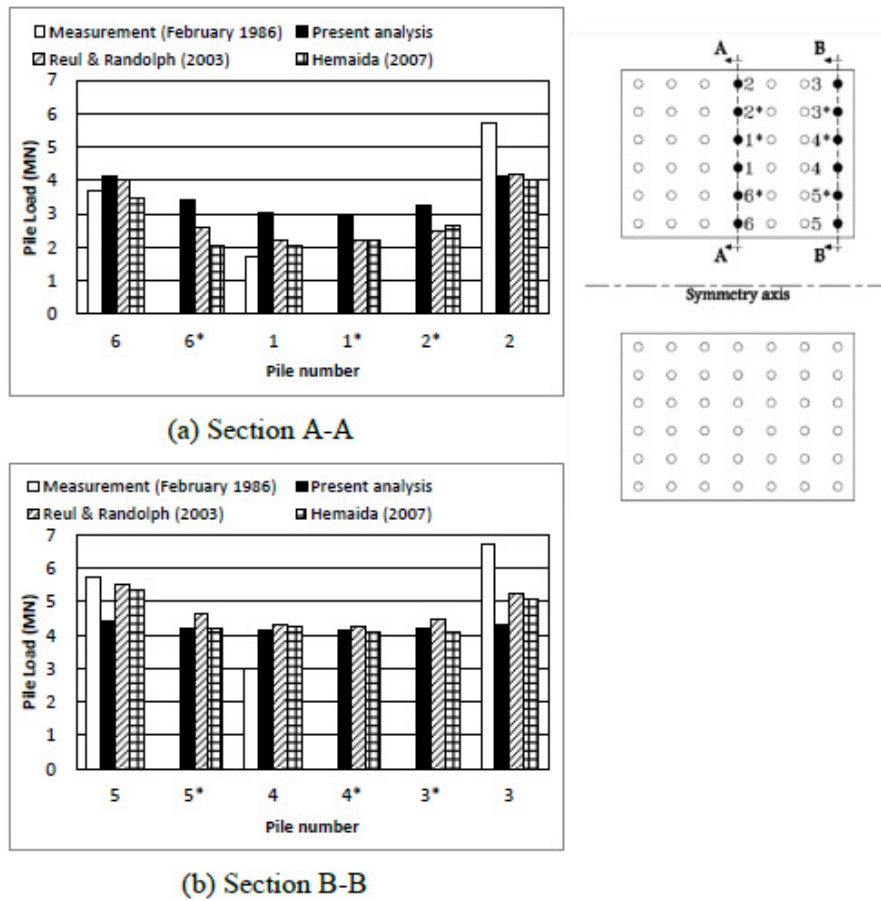 Measurement (February 1986) Present analysis
Reul & Randolph (2003) Hemaida (2007)
Pile Load (MN)
7
6
5
4
3
2
1
0
6 6* 1 1* 2* 2
Pile number
(a) Section A-A
Measurement (February 1986) Present analysis
Reul & Randolph (2003) Hemaida (2007)
Pile Load (MN)
7
6
5
4
3
2
1
0
5 5* 4 4* 3* 3
Pile number
(b) Section B-B
A B
2 3
2* 3*
1* 4*
1 4
6* 5*
6 5
A B
Symmetry axis